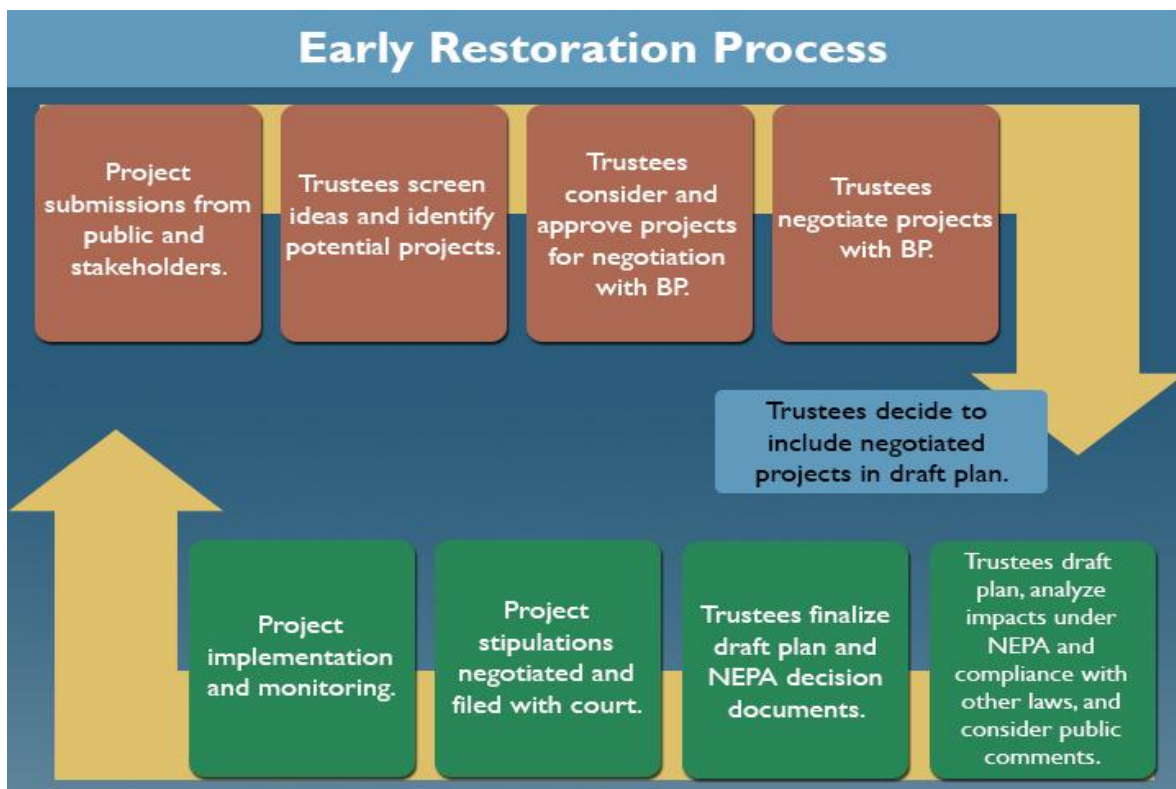 Early Restoration Process
Project
submissions from
public and
stakeholders.
Trustees screen
ideas and identify
potential projects.
Trustees
consider and
approve projects
for negotiation
with BP.
Trustees
negotiate projects
with BP.
Trustees decide to
include negotiated
projects in draft plan.
Trustees draft
plan, analyze
impacts under
NEPA and
compliance with
other laws, and
consider public
comments.
Trustees finalize
draft plan and
NEPA decision
documents.
Project
stipulations
negotiated and
filed with court.
Project
implementation
and monitoring.